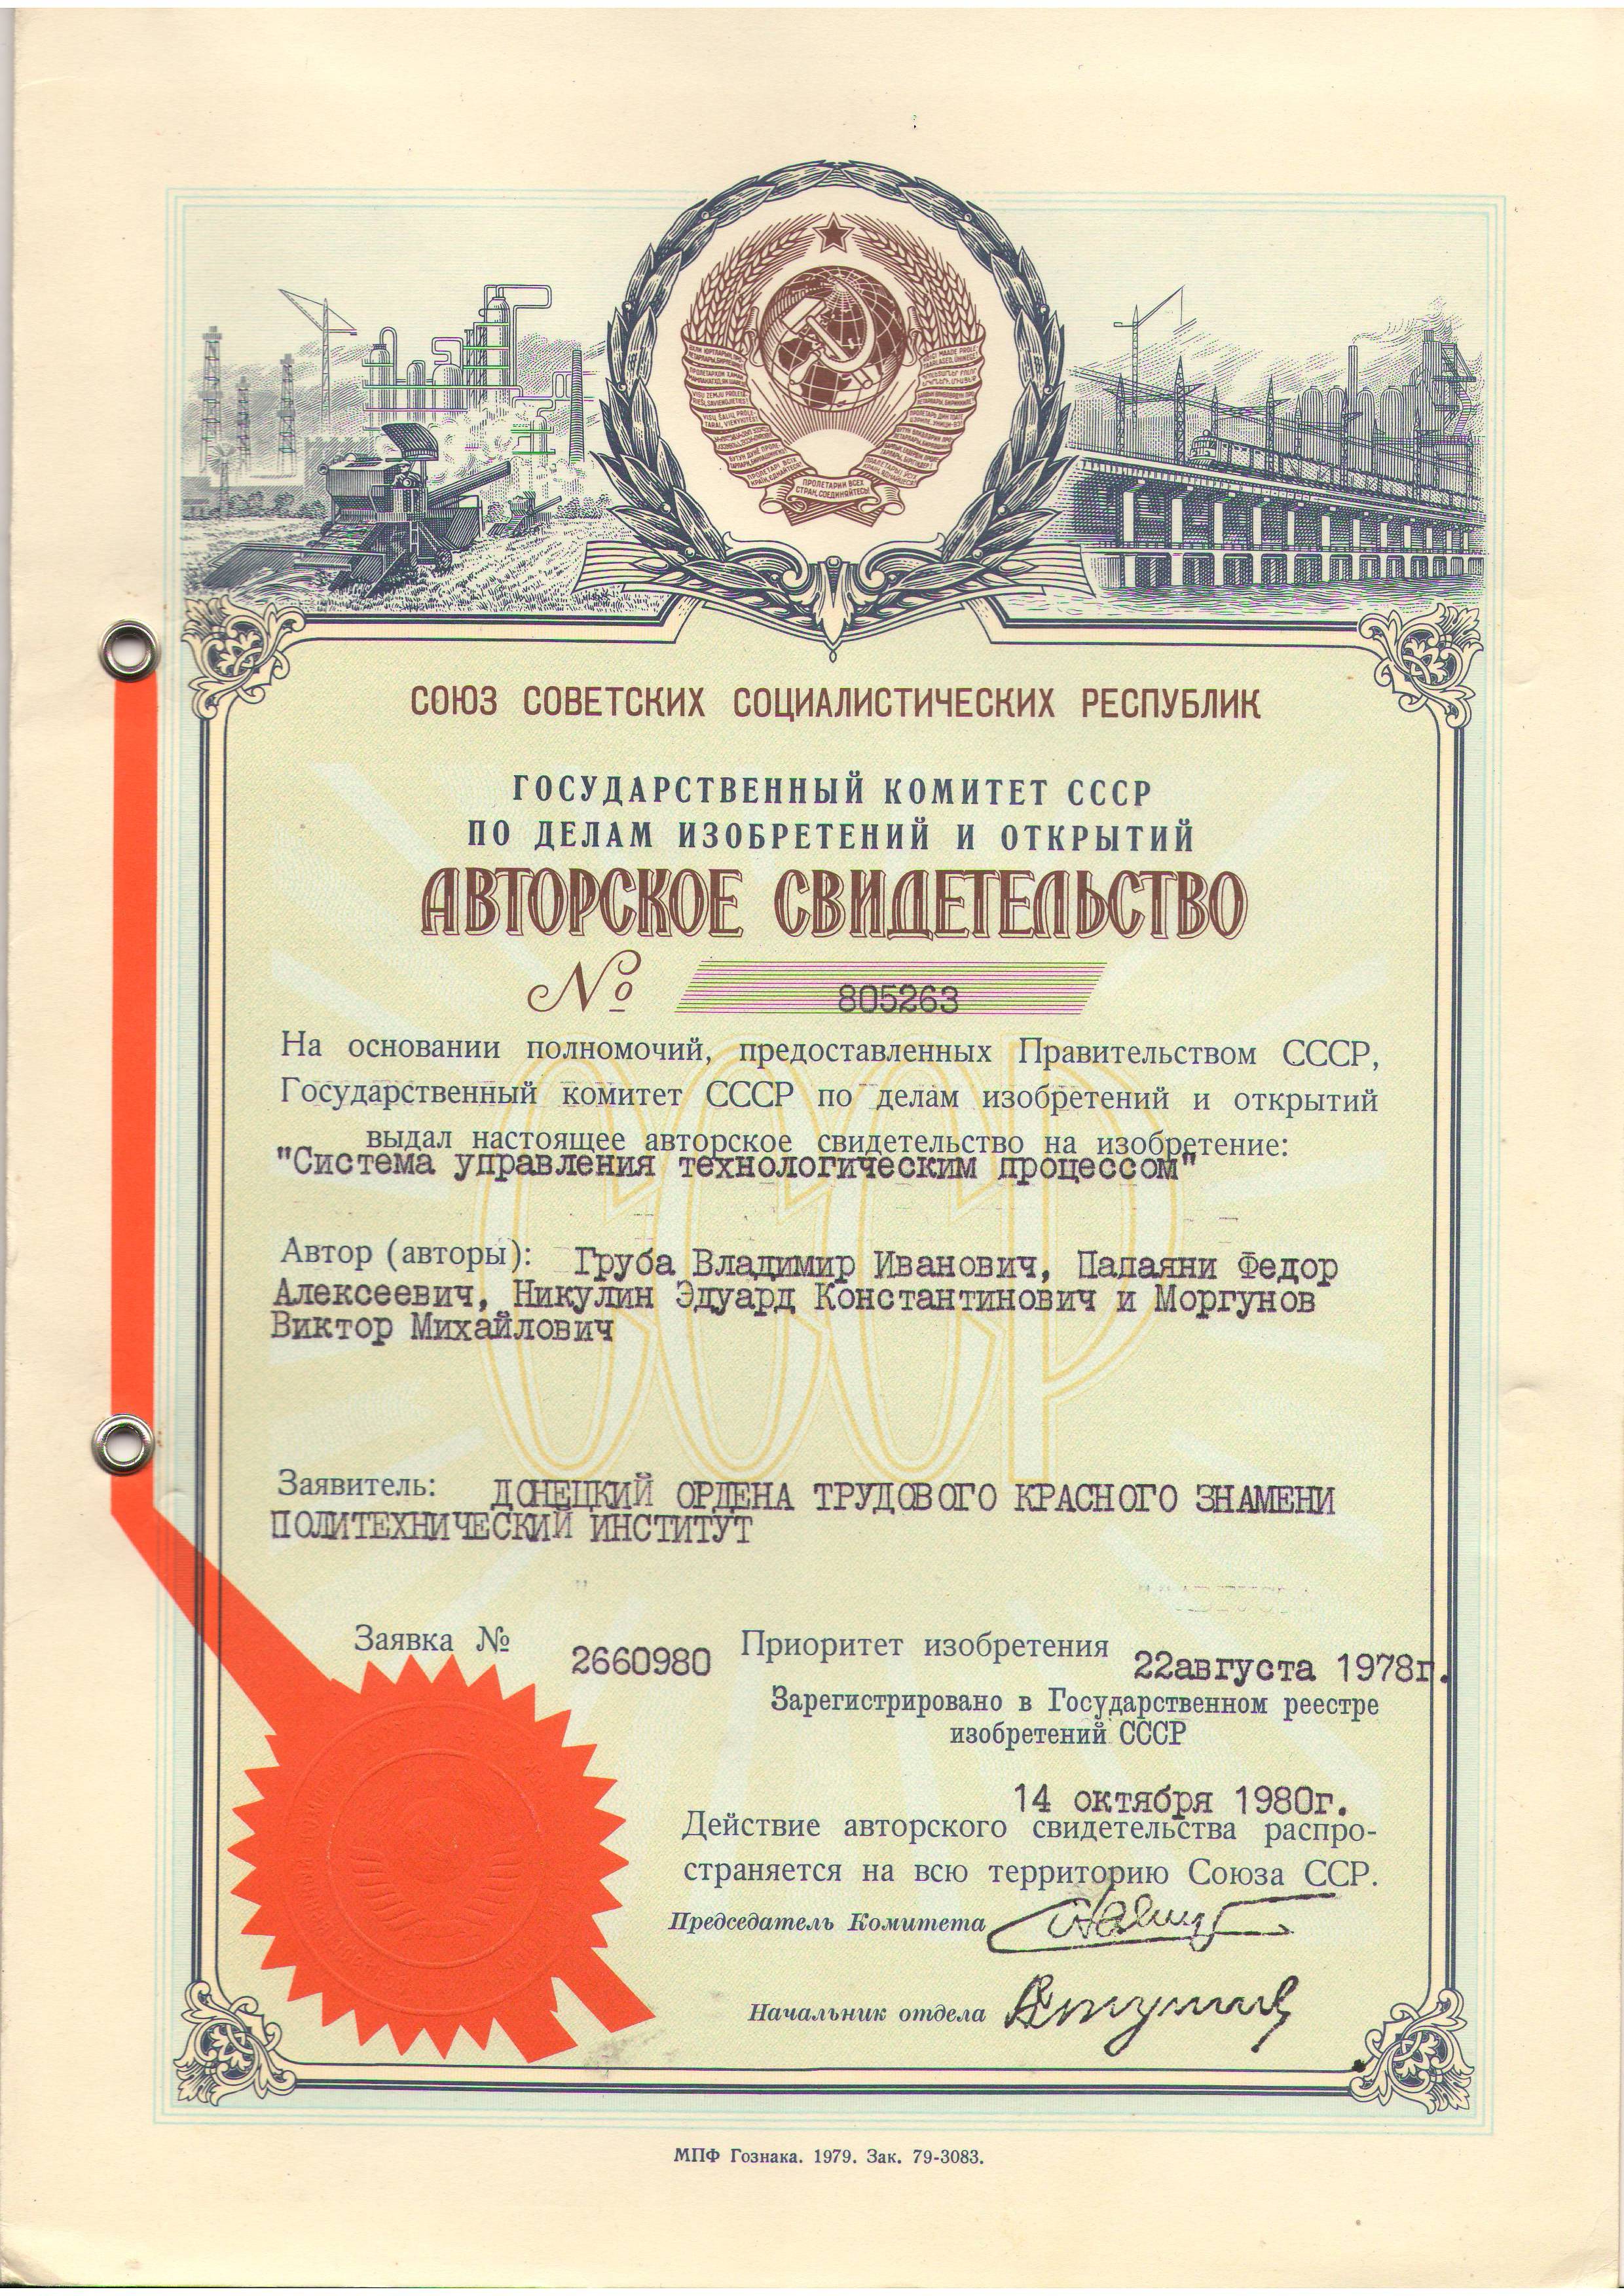 ПРОЛЕТАРИИ ВСЕХ
СТРАН, СОЕДИНЯЙТЕСЬ!
СОЮЗ СОВЕТСКИХ СОЦИАЛИСТИЧЕСКИХ РЕСПУБЛИК
ГОСУДАРСТВЕННЫЙ КОМИТЕТ СССР
ПО ДЕЛАМ ИЗОБРЕТЕНИЙ И ОТКРЫТИЙ
АВТОРСКОЕ СВИДЕТЕЛЬСТВО
№ 805263
На основании полномочий, предоставленных Правительством СССР,
Государственный комитет СССР по делам изобретений и открытий
выдал настоящее авторское свидетельство на изобретение:
"Система управления технологическим процессом"
Автор (авторы): Груба Владимир Иванович, Папаяни Федор
Алексеевич, Никулин Эдуард Константинович и Моргунов
Виктор Михайлович
СССР
Заявитель: ДОНЕЦКИЙ ОРДЕНА ТРУДОВОГО КРАСНОГО ЗНАМЕНИ
ПОЛИТЕХНИЧЕСКИЙ ИНСТИТУТ
Заявка № 2660980 Приоритет изобретения 22августа 1978г.
Зарегистрировано в Государственном реестре
изобретений СССР
14 октября 1980г.
Действие авторского свидетельства распро-
страняется на всю территорию Союза ССР.
Председатель Комитета
Начальник отдела
МПФ Гознака. 1979. Зак. 79-3083.